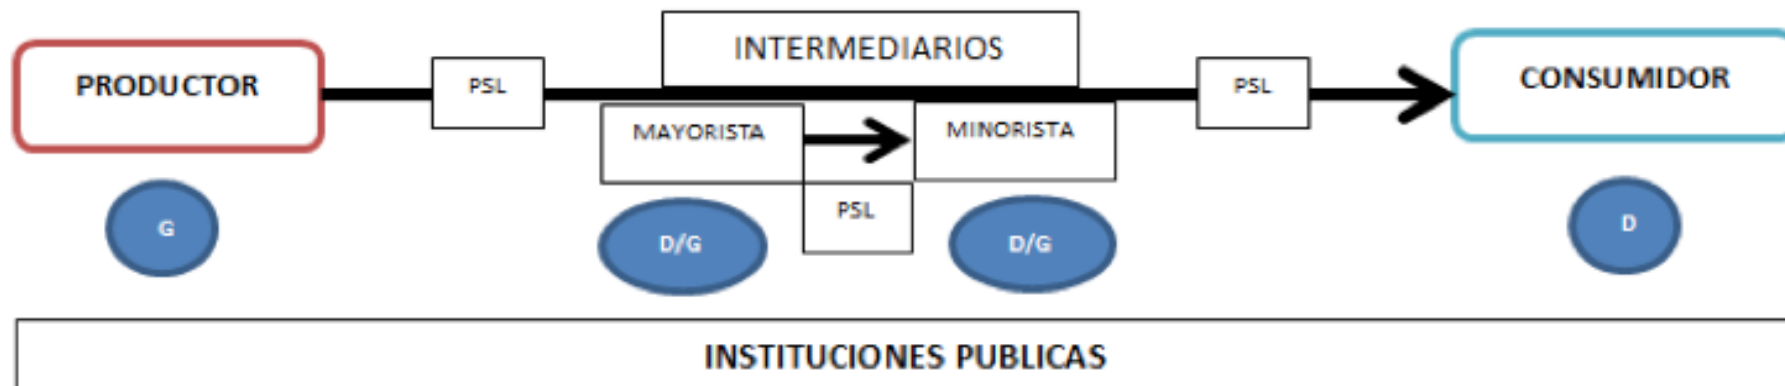 INTERMEDIARIOS
PRODUCTOR
PSL
PSL
CONSUMIDOR
MAYORISTA
MINORISTA
PSL
G
D/G
D/G
D
INSTITUCIONES PUBLICAS